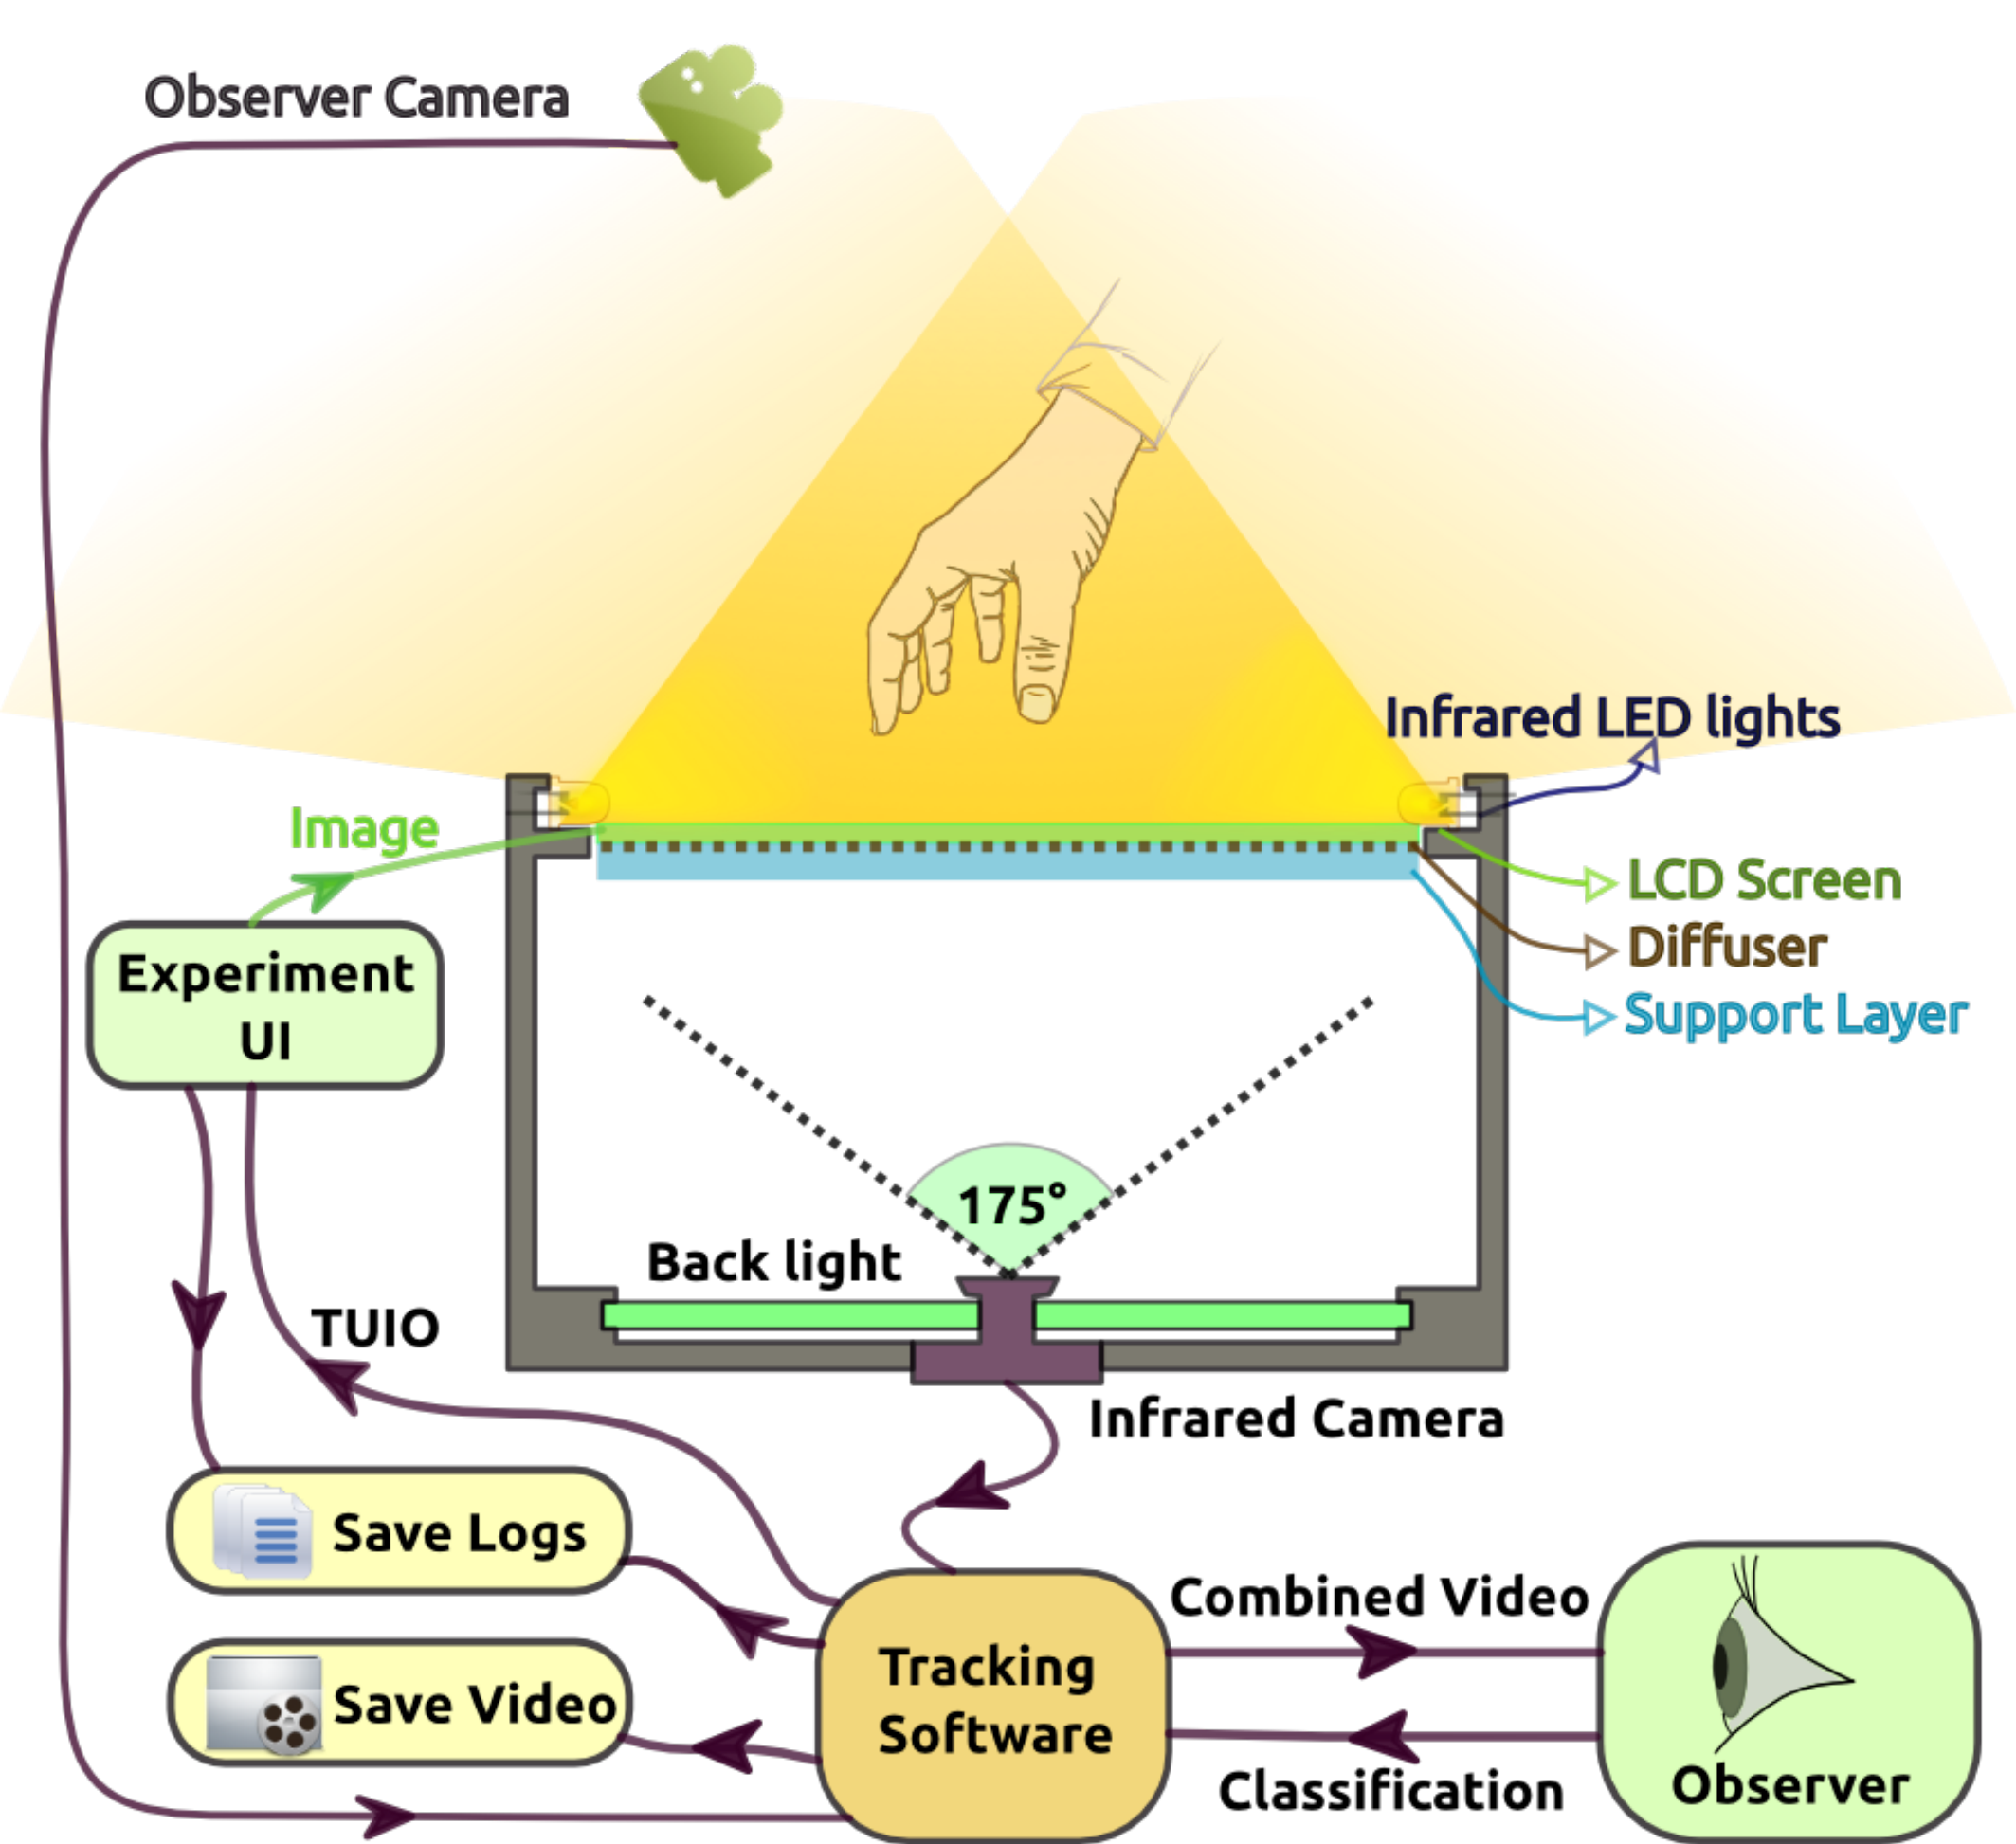 Observer Camera
Infrared LED lights
Image
LCD Screen
Diffuser
Support Layer
Experiment
UI
175°
Back light
TUIO
Infrared Camera
Save Logs
Combined Video
Tracking
Software
Save Video
Classification
Observer